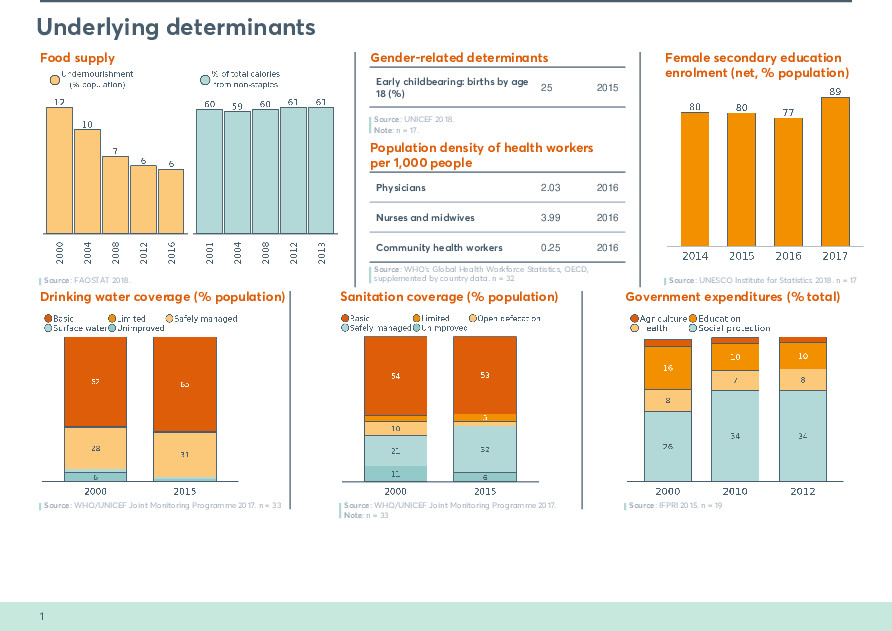 Underlying determinants
Food supply
Undernourishment
(% population)
% of total calories
from non-staples
12
10
7
6
6
60
59
60
61
61
2000
2004
2008
2012
2016
2001
2004
2008
2012
2013
Source: FAOSTAT 2018.
Gender-related determinants
Early childbearing: births by age
18 (%)
25
2015
Source: UNICEF 2018.
Note: n = 17.
Population density of health workers
per 1,000 people
Physicians 2.03 2016
Nurses and midwives 3.99 2016
Community health workers 0.25 2016
Source: WHO's Global Health Workforce Statistics, OECD,
supplemented by country data. n = 32
Female secondary education
enrolment (net, % population)
80
80
77
89
2014 2015 2016 2017
Source: UNESCO Institute for Statistics 2018. n = 17
Drinking water coverage (% population)
Basic Limited Safely managed
Surface water Unimproved
62
28
6
65
31
2000 2015
Source: WHO/UNICEF Joint Monitoring Programme 2017. n = 33
Sanitation coverage (% population)
Basic Limited Open defecation
Safely managed Unimproved
54
10
21
11
53
5
32
6
2000 2015
Source: WHO/UNICEF Joint Monitoring Programme 2017.
Note: n = 33
Government expenditures (% total)
Agriculture Education
Health Social protection
16
8
26
10
7
34
10
8
34
2000 2010 2012
Source: IFPRI 2015. n = 19
1